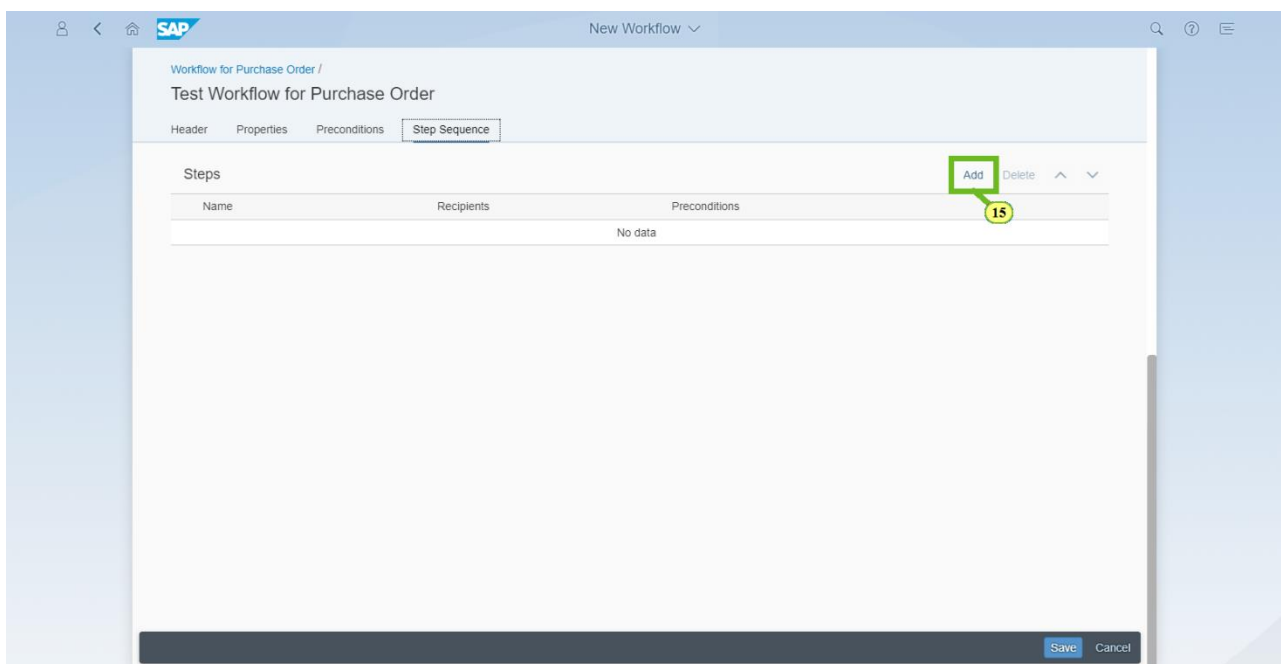 SAP New Workflow
Workflow for Purchase Order /
Test Workflow for Purchase Order
Header Properties Preconditions Step Sequence
Steps Add Delete
Name Recipients Preconditions
15
No data
Save Cancel